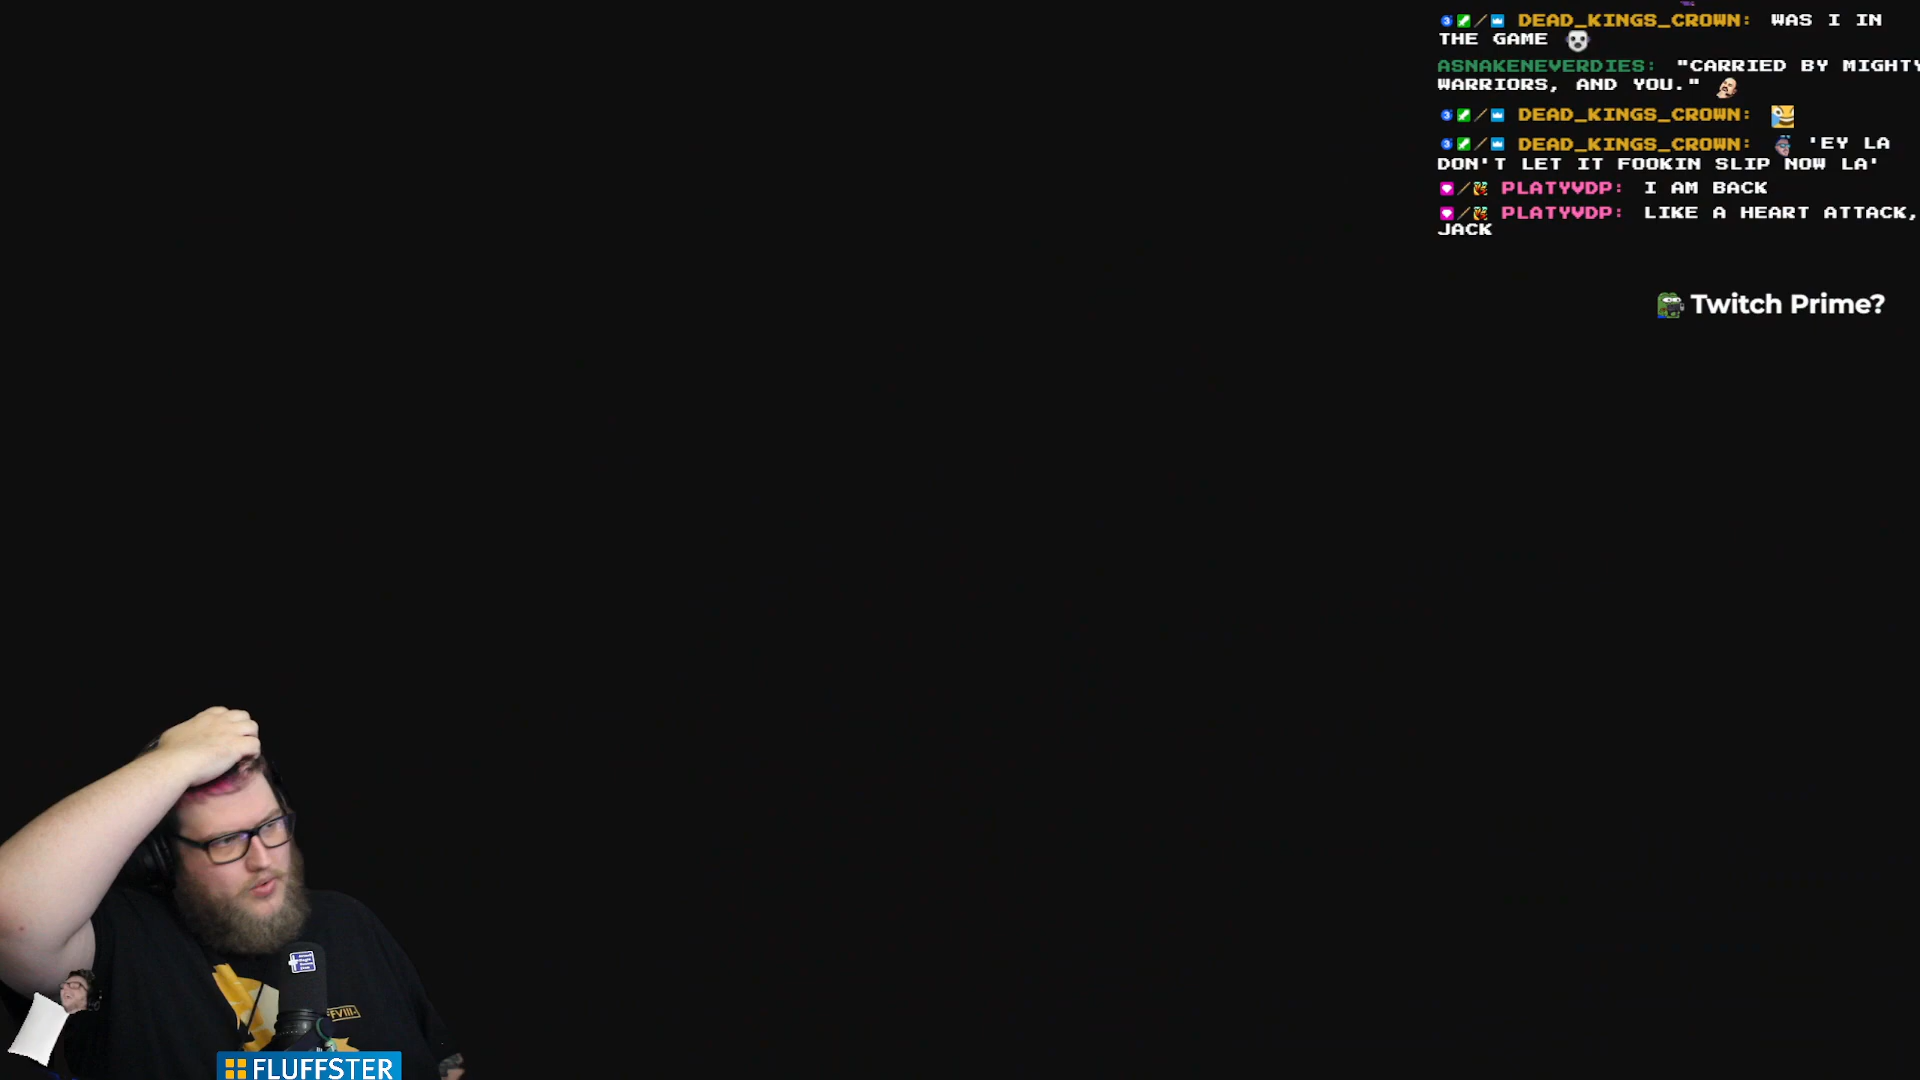 DEAD_KINGS_CROWN: WAS I IN
THE GAME
ASNAKENEVERDIES: "CARRIED BY MIGHTY
WARRIORS, AND YOU."
DEAD_KINGS_CROWN:
DEAD_KINGS_CROWN: 'EY LA
DON'T LET IT FOOKIN SLIP NOW LA'
PLATYVDP: I AM BACK
PLATYVDP: LIKE A HEART ATTACK,
JACK
Twitch Prime?
FFVIII
FLUFFSTER